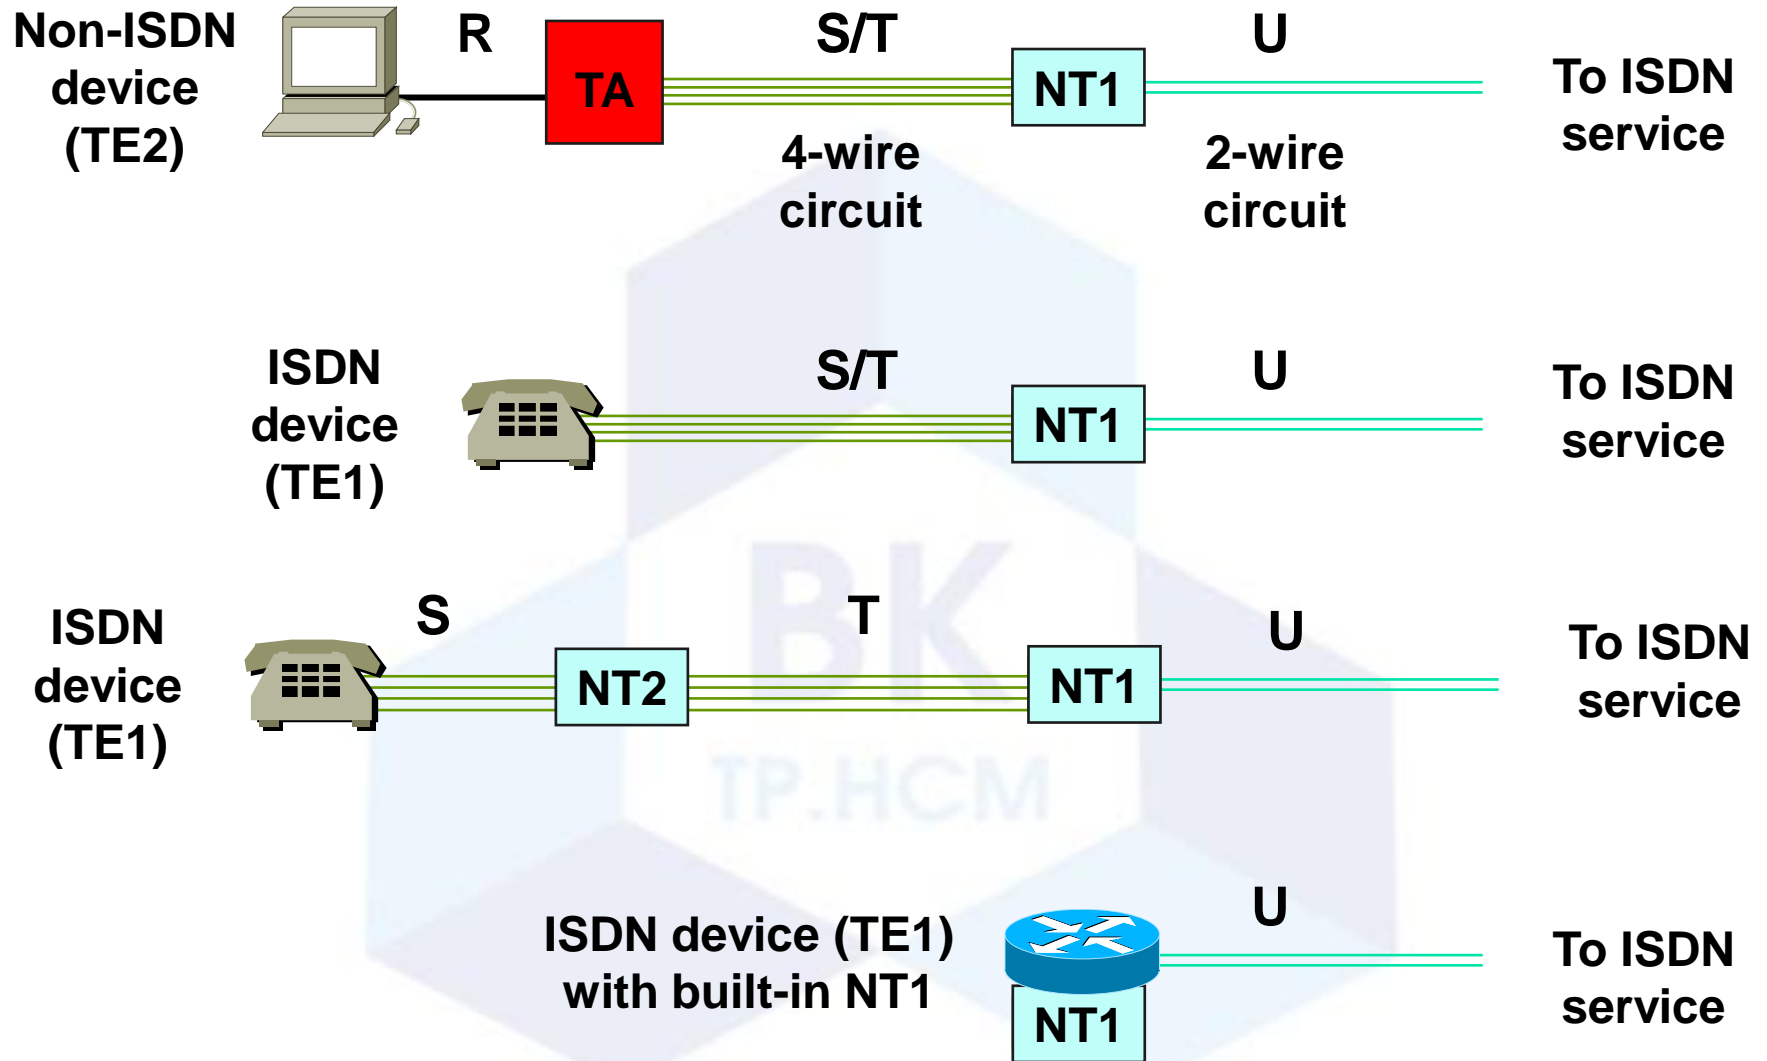 Non-ISDN
device
(TE2)
R
TA
S/T
4-wire
circuit
NT1
U
2-wire
circuit
To ISDN
service
ISDN
device
(TE1)
S/T
NT1
U
To ISDN
service
ISDN
device
(TE1)
S
NT2
T
NT1
U
To ISDN
service
ISDN device (TE1)
with built-in NT1
NT1
U
To ISDN
service
BK
TP.HCM